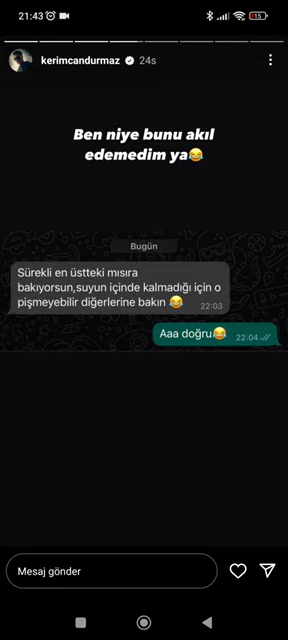 21:43
15
kerimcandurmaz 24s
Ben niye bunu akıl
edemedim ya😂
Bugün
Sürekli en üstteki mısıra
bakıyorsun,suyun içinde kalmadığı için o
pişmeyebilir diğerlerine bakın 😂
22:03
Aaa doğru😂
22:04
Mesaj gönder